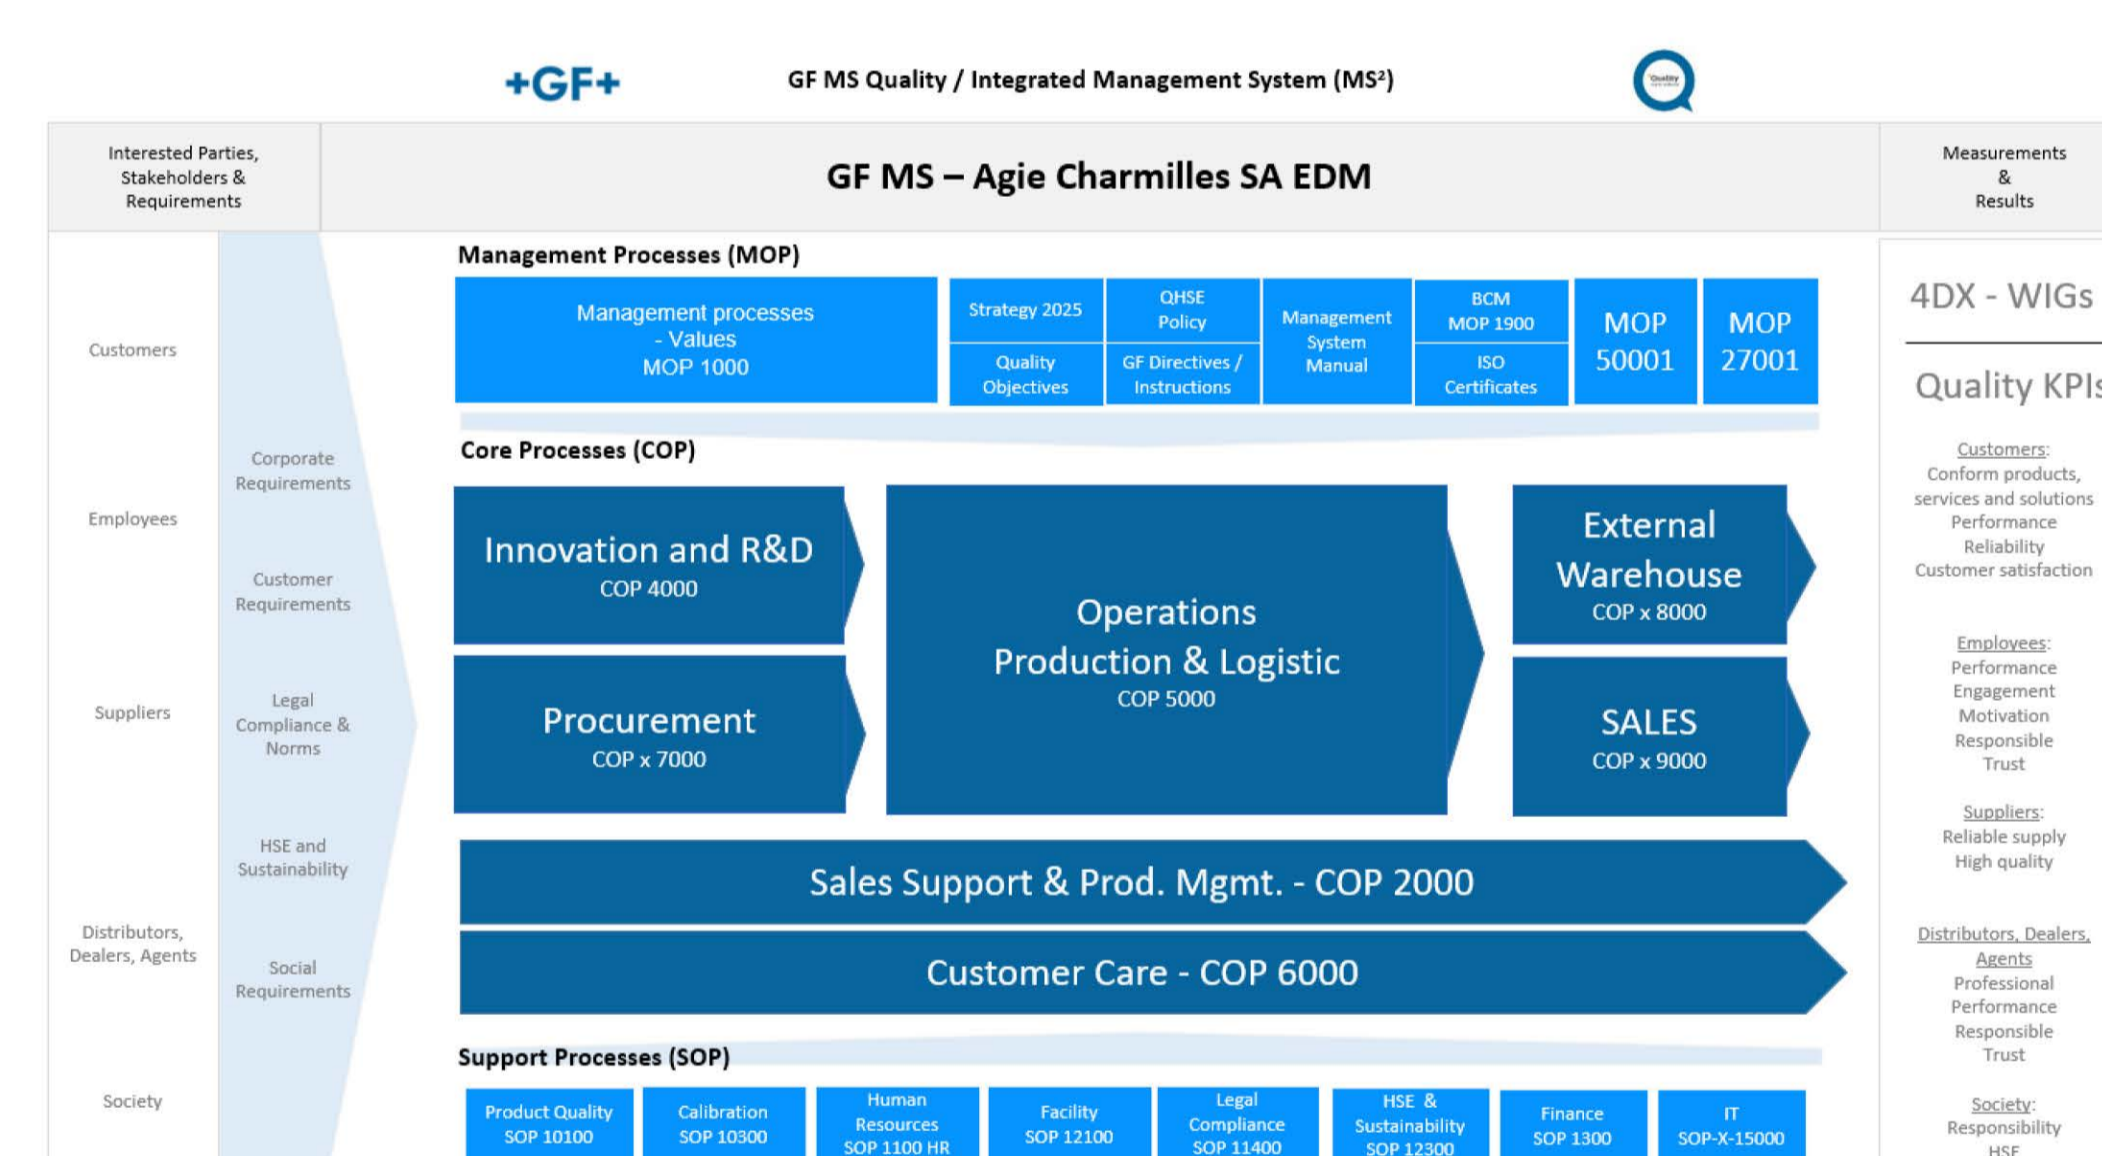 +GF+
GF MS Quality / Integrated Management System (MS²)
Quality
Interested Parties,
Stakeholders &
Requirements
GF MS – Agie Charmilles SA EDM
Measurements
&
Results
Customers
Employees
Suppliers
Distributors,
Dealers, Agents
Society
Corporate
Requirements
Customer
Requirements
Legal
Compliance &
Norms
HSE and
Sustainability
Social
Requirements
Management Processes (MOP)
Management processes
- Values
MOP 1000
Strategy 2025
Quality
Objectives
QHSE
Policy
GF Directives /
Instructions
Management
System
Manual
BCM
MOP 1900
ISO
Certificates
MOP
50001
MOP
27001
Core Processes (COP)
Innovation and R&D
COP 4000
Procurement
COP x 7000
Operations
Production & Logistic
COP 5000
External
Warehouse
COP x 8000
SALES
COP x 9000
Sales Support & Prod. Mgmt. - COP 2000
Customer Care - COP 6000
Support Processes (SOP)
Product Quality
SOP 10100
Calibration
SOP 10300
Human
Resources
SOP 1100 HR
Facility
SOP 12100
Legal
Compliance
SOP 11400
HSE &
Sustainability
SOP 12300
Finance
SOP 1300
IT
SOP-X-15000
4DX - WIGs
Quality KPIs
Customers:
Conform products,
services and solutions
Performance
Reliability
Customer satisfaction
Employees:
Performance
Engagement
Motivation
Responsible
Trust
Suppliers:
Reliable supply
High quality
Distributors, Dealers,
Agents
Professional
Performance
Responsible
Trust
Society:
Responsibility
HSE